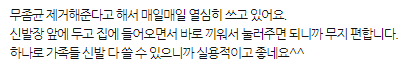 무좀균 제거해준다고 해서 매일매일 열심히 쓰고 있어요.
신발장 앞에 두고 집에 들어오면서 바로 끼워서 눌러주면 되니까 무지 편합니다.
하나로 가족들 신발 다 쓸 수 있으니까 실용적이고 좋네요^^